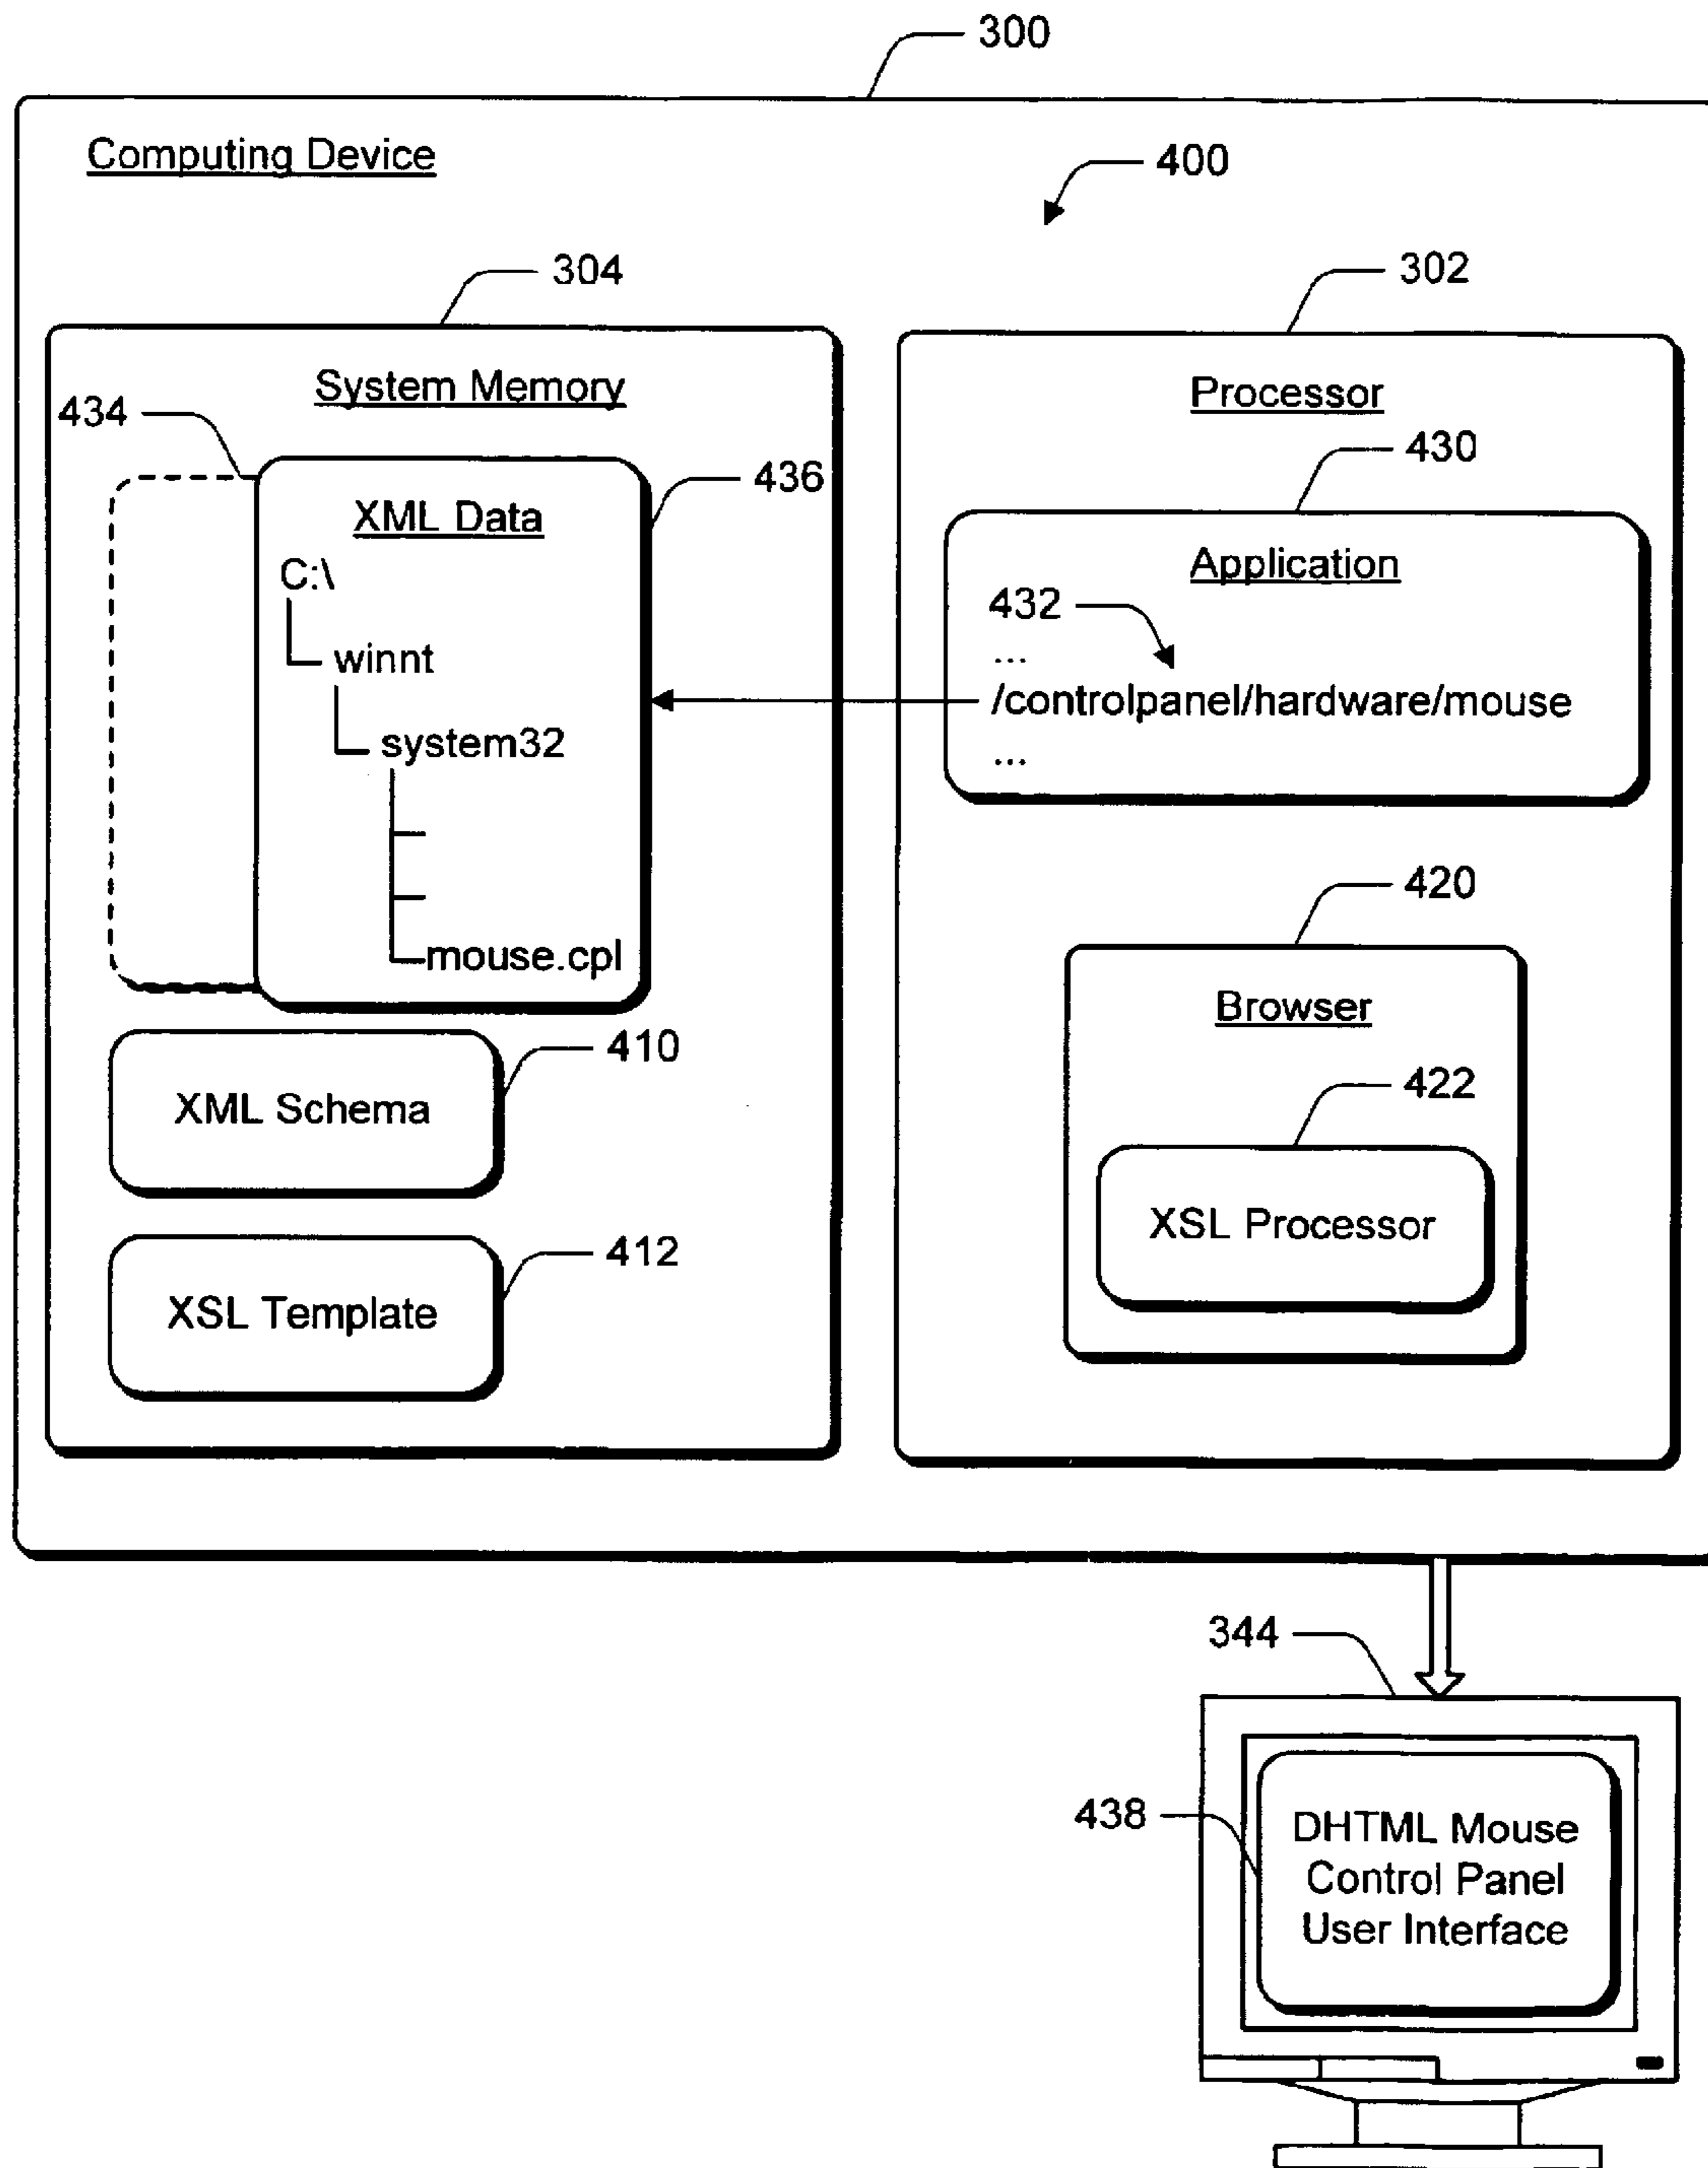 300
Computing Device
400
304
302
System Memory
Processor
434
436
430
XML Data
Application
C:\
432
winnt
...
/controlpanel/hardware/mouse
system32
...
420
mouse.cpl
Browser
410
422
XML Schema
XSL Processor
412
XSL Template
344
438
DHTML Mouse
Control Panel
User Interface